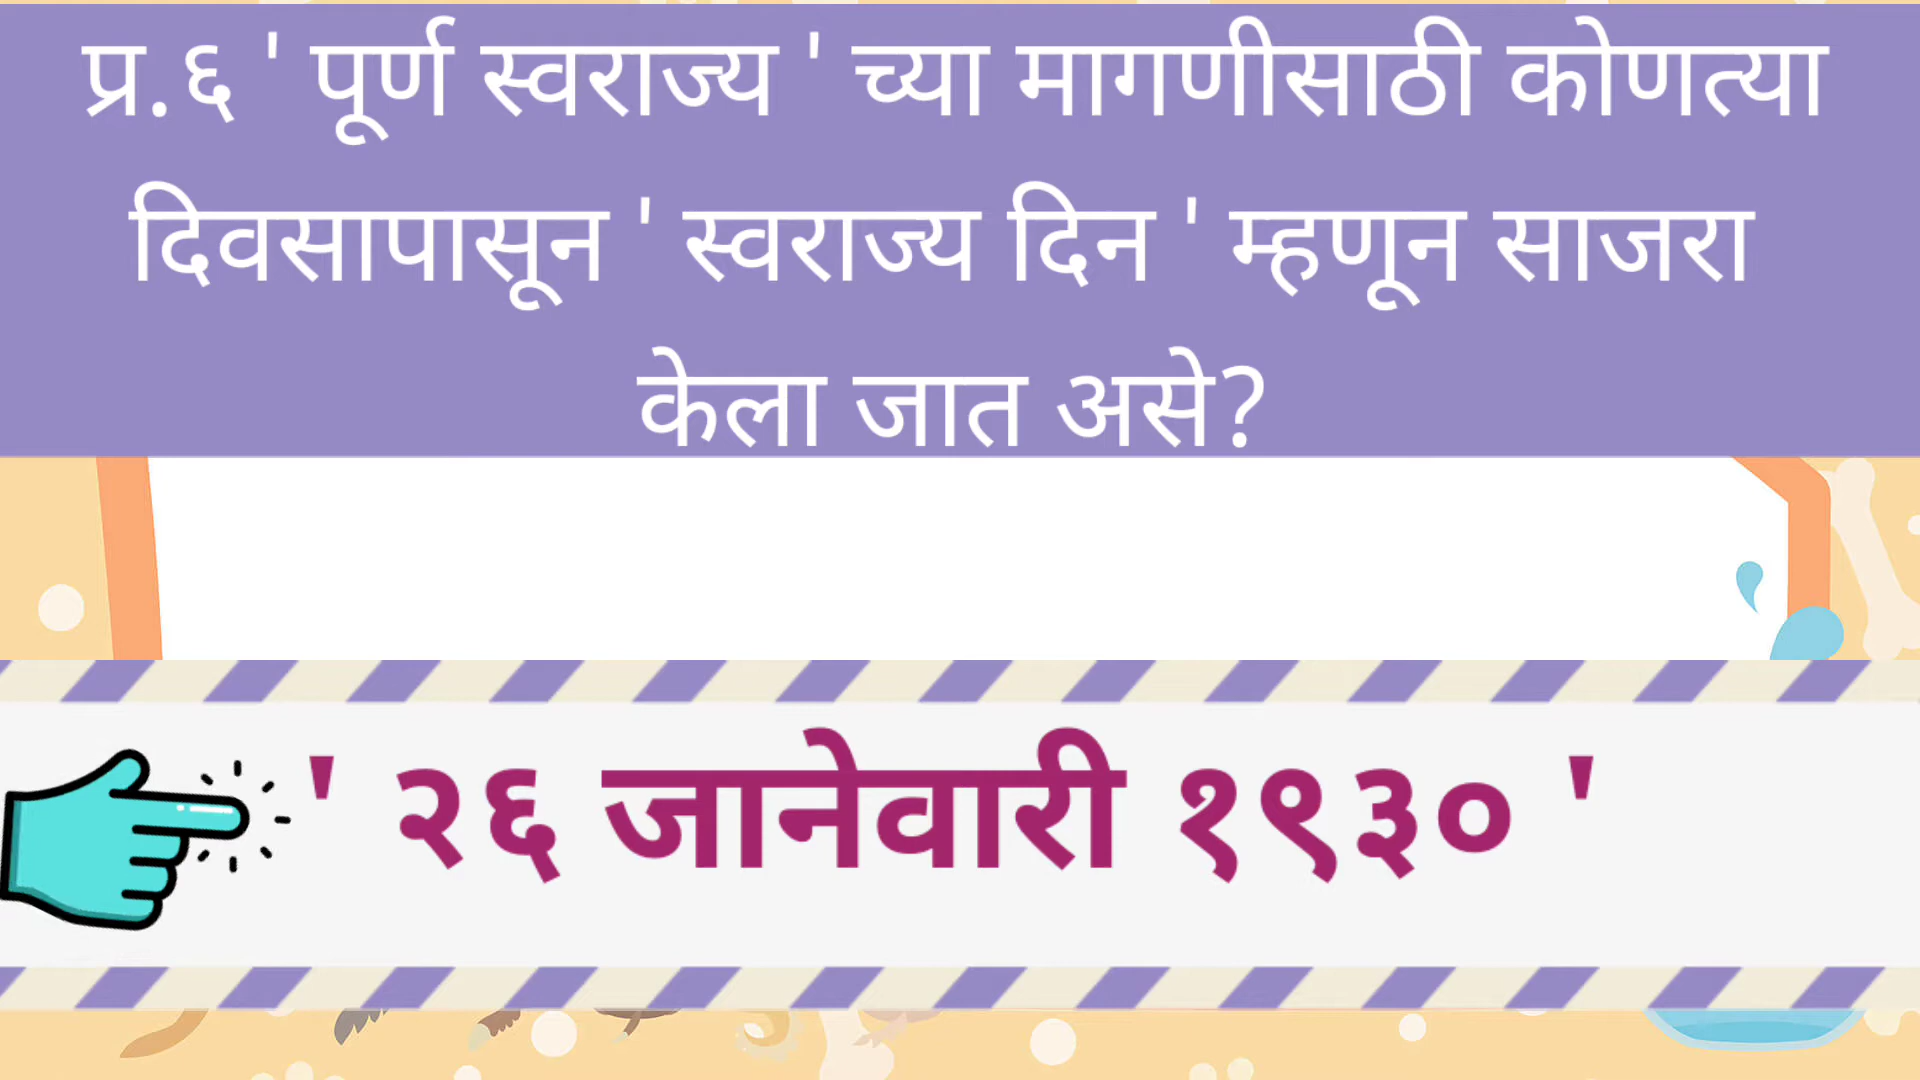 प्र.६ ' पूर्ण स्वराज्य ' च्या मागणीसाठी कोणत्या
दिवसापासून ' स्वराज्य दिन ' म्हणून साजरा
केला जात असे?
' २६ जानेवारी १९३० '